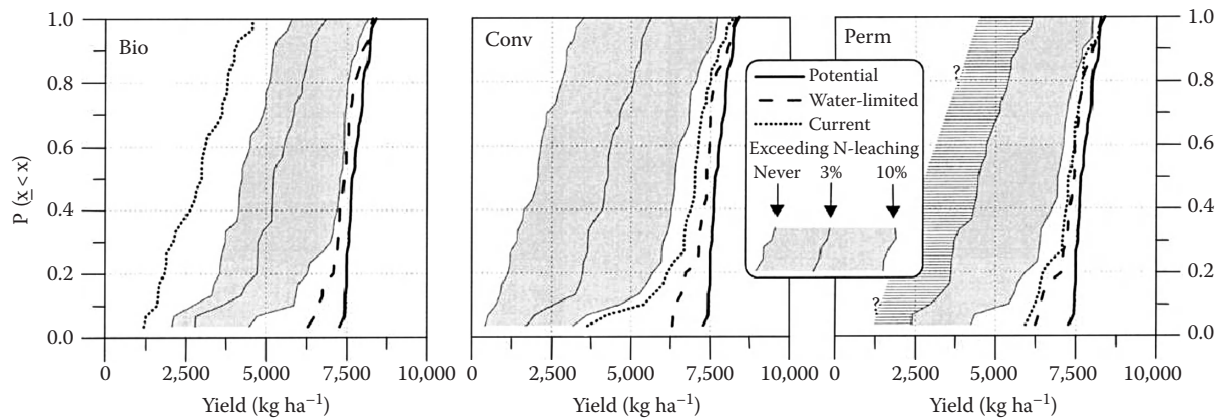 1.0
0.8
0.6
0.4
0.2
0.0
P (x < x)
Bio
0
2,500
5,000
7,500
10,000
Yield (kg ha⁻¹)
Conv
0
2,500
5,000
7,500
10,000
Yield (kg ha⁻¹)
Potential
Water-limited
Current
Exceeding N-leaching
Never 3% 10%
Perm
?
?
0
2,500
5,000
7,500
10,000
Yield (kg ha⁻¹)
1.0
0.8
0.6
0.4
0.2
0.0